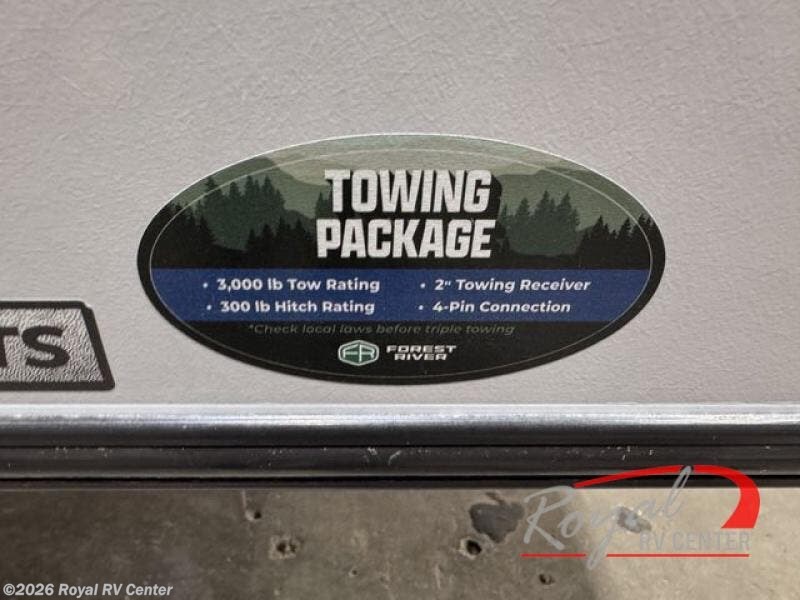 TOWING
PACKAGE
• 3,000 lb Tow Rating
• 2" Towing Receiver
• 300 lb Hitch Rating
• 4-Pin Connection
*Check local laws before triple towing
FR FOREST
RIVER
TS
Royal
RV CENTER
©2026 Royal RV Center